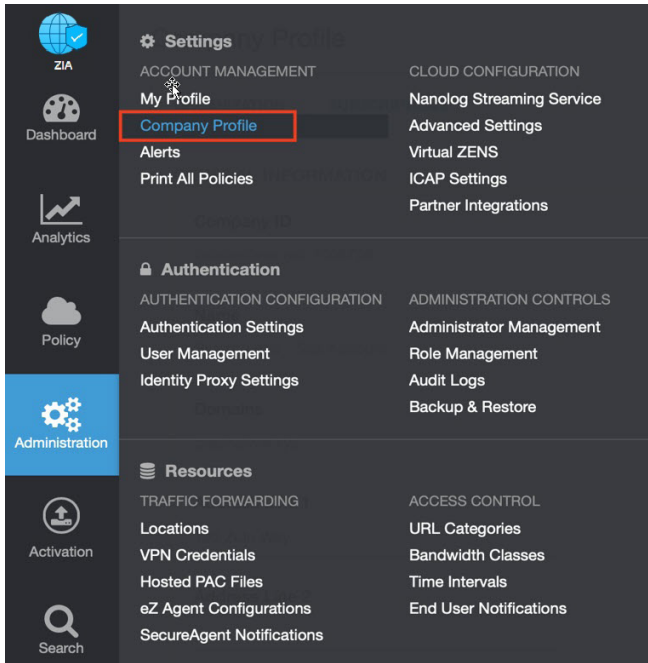 ZIA
Dashboard
Analytics
Policy
Administration
Activation
Search
Settings
ACCOUNT MANAGEMENT
My Profile
Company Profile
Alerts
Print All Policies
CLOUD CONFIGURATION
Nanolog Streaming Service
Advanced Settings
Virtual ZENS
ICAP Settings
Partner Integrations
Authentication
AUTHENTICATION CONFIGURATION
Authentication Settings
User Management
Identity Proxy Settings
ADMINISTRATION CONTROLS
Administrator Management
Role Management
Audit Logs
Backup & Restore
Resources
TRAFFIC FORWARDING
Locations
VPN Credentials
Hosted PAC Files
eZ Agent Configurations
SecureAgent Notifications
ACCESS CONTROL
URL Categories
Bandwidth Classes
Time Intervals
End User Notifications